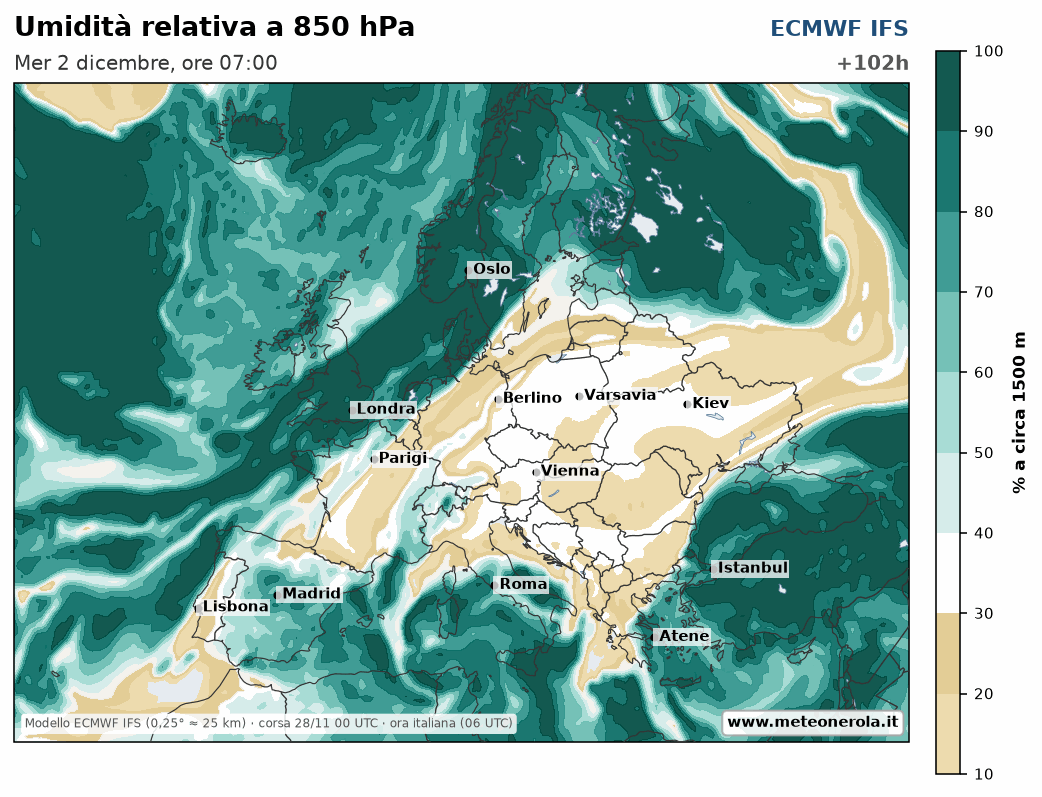 Umidità relativa a 850 hPa
ECMWF IFS
Mer 2 dicembre, ore 07:00
+102h
100
90
80
70
60
50
40
30
20
10
% a circa 1500 m
Oslo
Berlino
Varsavia
Kiev
Londra
Parigi
Vienna
Istanbul
Roma
Madrid
Lisbona
Atene
Modello ECMWF IFS (0,25° ≈ 25 km) · corsa 28/11 00 UTC · ora italiana (06 UTC)
www.meteonerola.it